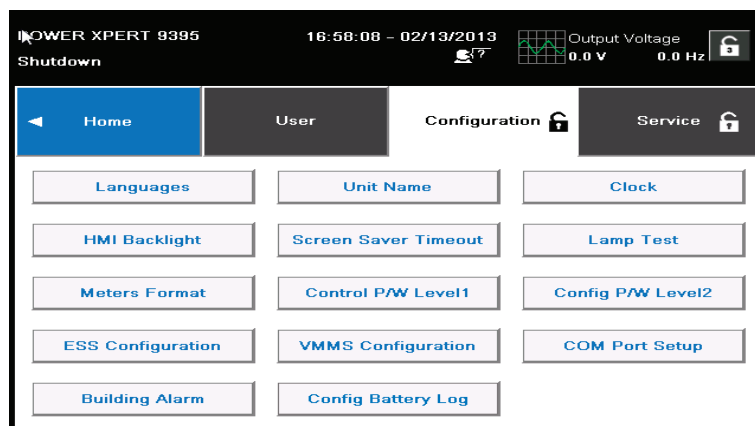 POWER XPERT 9395
16:58:08 - 02/13/2013
Output Voltage
Shutdown
?
0.0 V 0.0 Hz
3
Home User Configuration Service
Languages Unit Name Clock
HMI Backlight Screen Saver Timeout Lamp Test
Meters Format Control P/W Level1 Config P/W Level2
ESS Configuration VMMS Configuration COM Port Setup
Building Alarm Config Battery Log